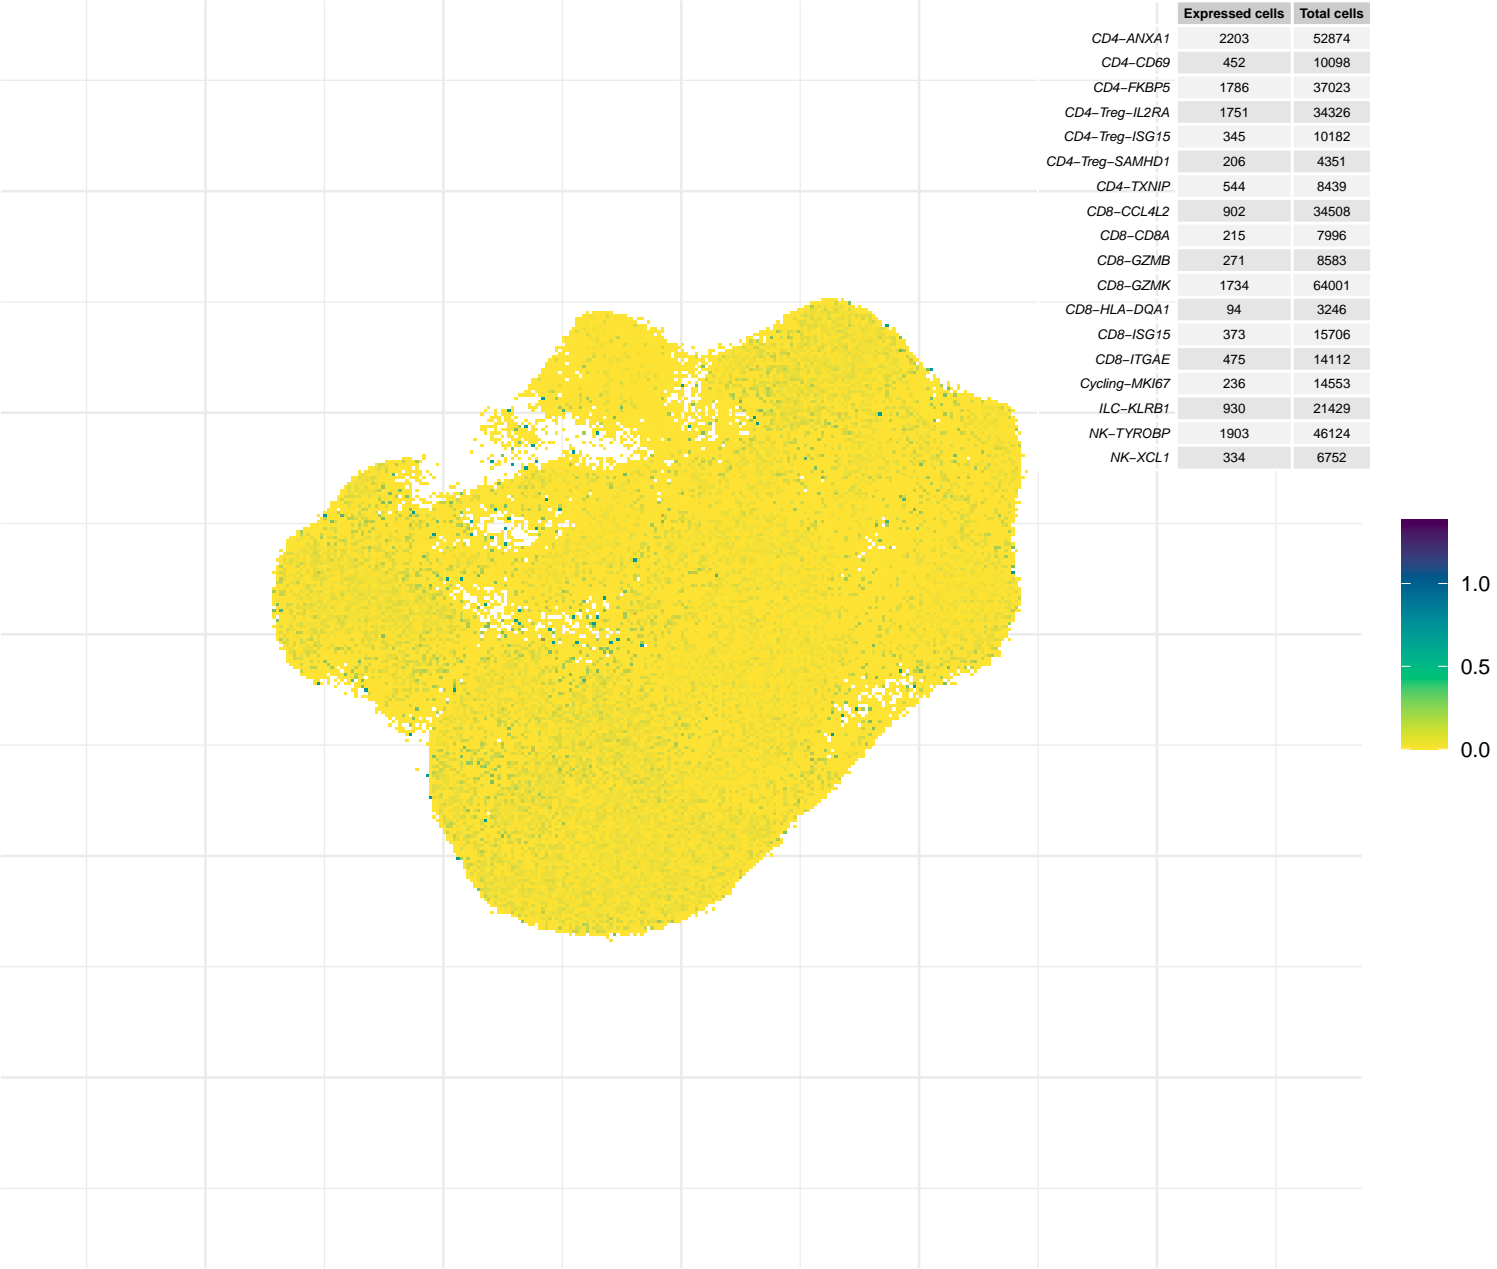 Expressed cells Total cells
CD4−ANXA1 2203 52874
CD4−CD69 452 10098
CD4−FKBP5 1786 37023
CD4−Treg−IL2RA 1751 34326
CD4−Treg−ISG15 345 10182
CD4−Treg−SAMHD1 206 4351
CD4−TXNIP 544 8439
CD8−CCL4L2 902 34508
CD8−CD8A 215 7996
CD8−GZMB 271 8583
CD8−GZMK 1734 64001
CD8−HLA−DQA1 94 3246
CD8−ISG15 373 15706
CD8−ITGAE 475 14112
Cycling−MKI67 236 14553
ILC−KLRB1 930 21429
NK−TYROBP 1903 46124
NK−XCL1 334 6752
1.0
0.5
0.0